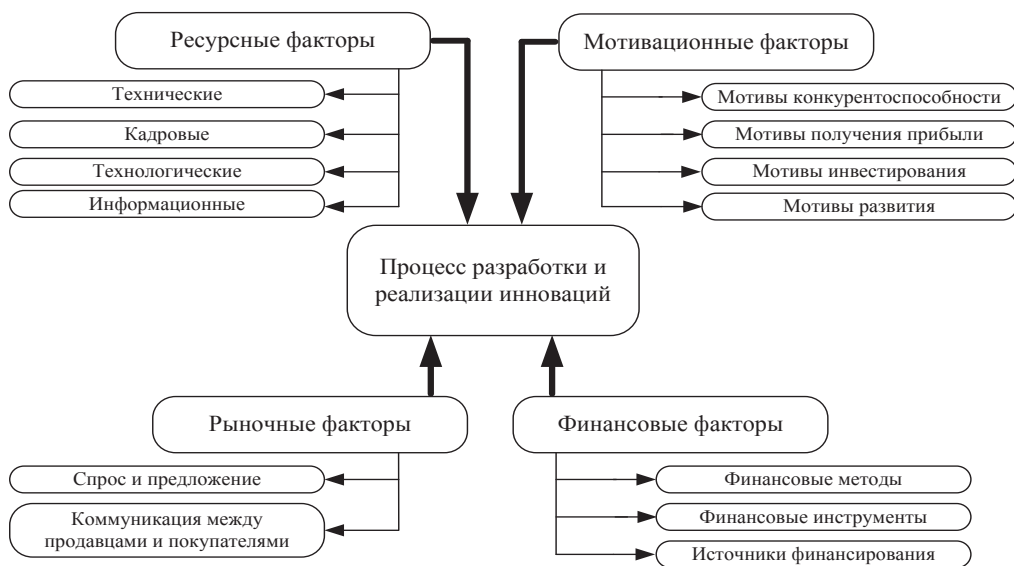 Ресурсные факторы
Технические
Кадровые
Технологические
Информационные
Мотивационные факторы
Мотивы конкурентоспособности
Мотивы получения прибыли
Мотивы инвестирования
Мотивы развития
Процесс разработки и
реализации инноваций
Рыночные факторы
Спрос и предложение
Коммуникация между
продавцами и покупателями
Финансовые факторы
Финансовые методы
Финансовые инструменты
Источники финансирования